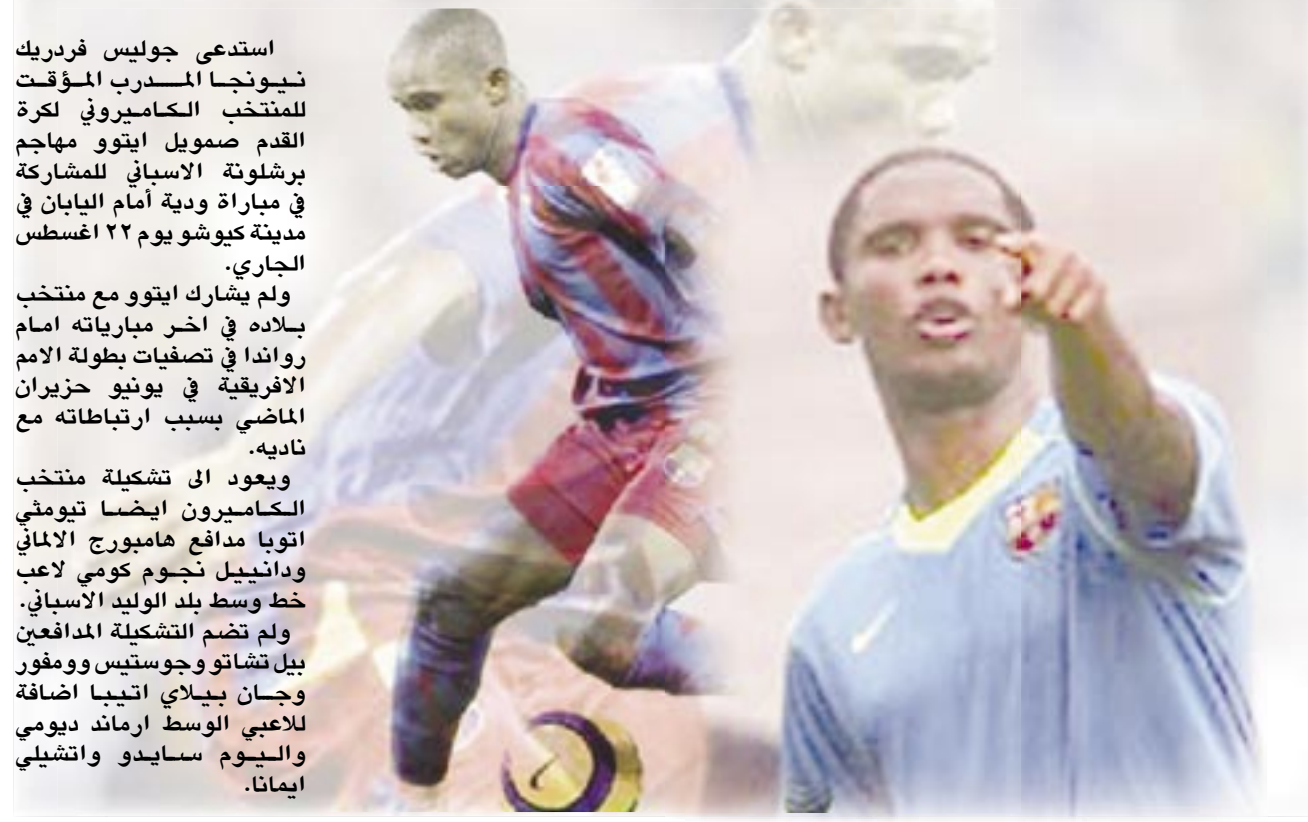 استدعى جوليس فردريك
نيونجا المدرب المؤقت
للمنتخب الكاميروني لكرة
القدم صمويل ايتوو مهاجم
برشلونة الاسباني للمشاركة
في مباراة ودية أمام اليابان في
مدينة كيوشو يوم ٢٢ اغسطس
الجاري.
ولم يشارك ايتوو مع منتخب
بلاده في اخر مبارياته امام
رواندا في تصفيات بطولة الامم
الافريقية في يونيو حزيران
الماضي بسبب ارتباطاته مع
ناديه.
ويعود الى تشكيلة منتخب
الكاميرون ايضا تيومثي
اتوبا مدافع هامبورج الالماني
ودانييل نجوم كومي لاعب
خط وسط بلد الوليد الاسباني.
ولم تضم التشكيلة المدافعين
بيل تشاتو وجوستيس وومفور
وجان بيلاي اتيبا اضافة
للاعبي الوسط ارماند ديومي
واليوم سايدو واتشيلي
ايمانا.